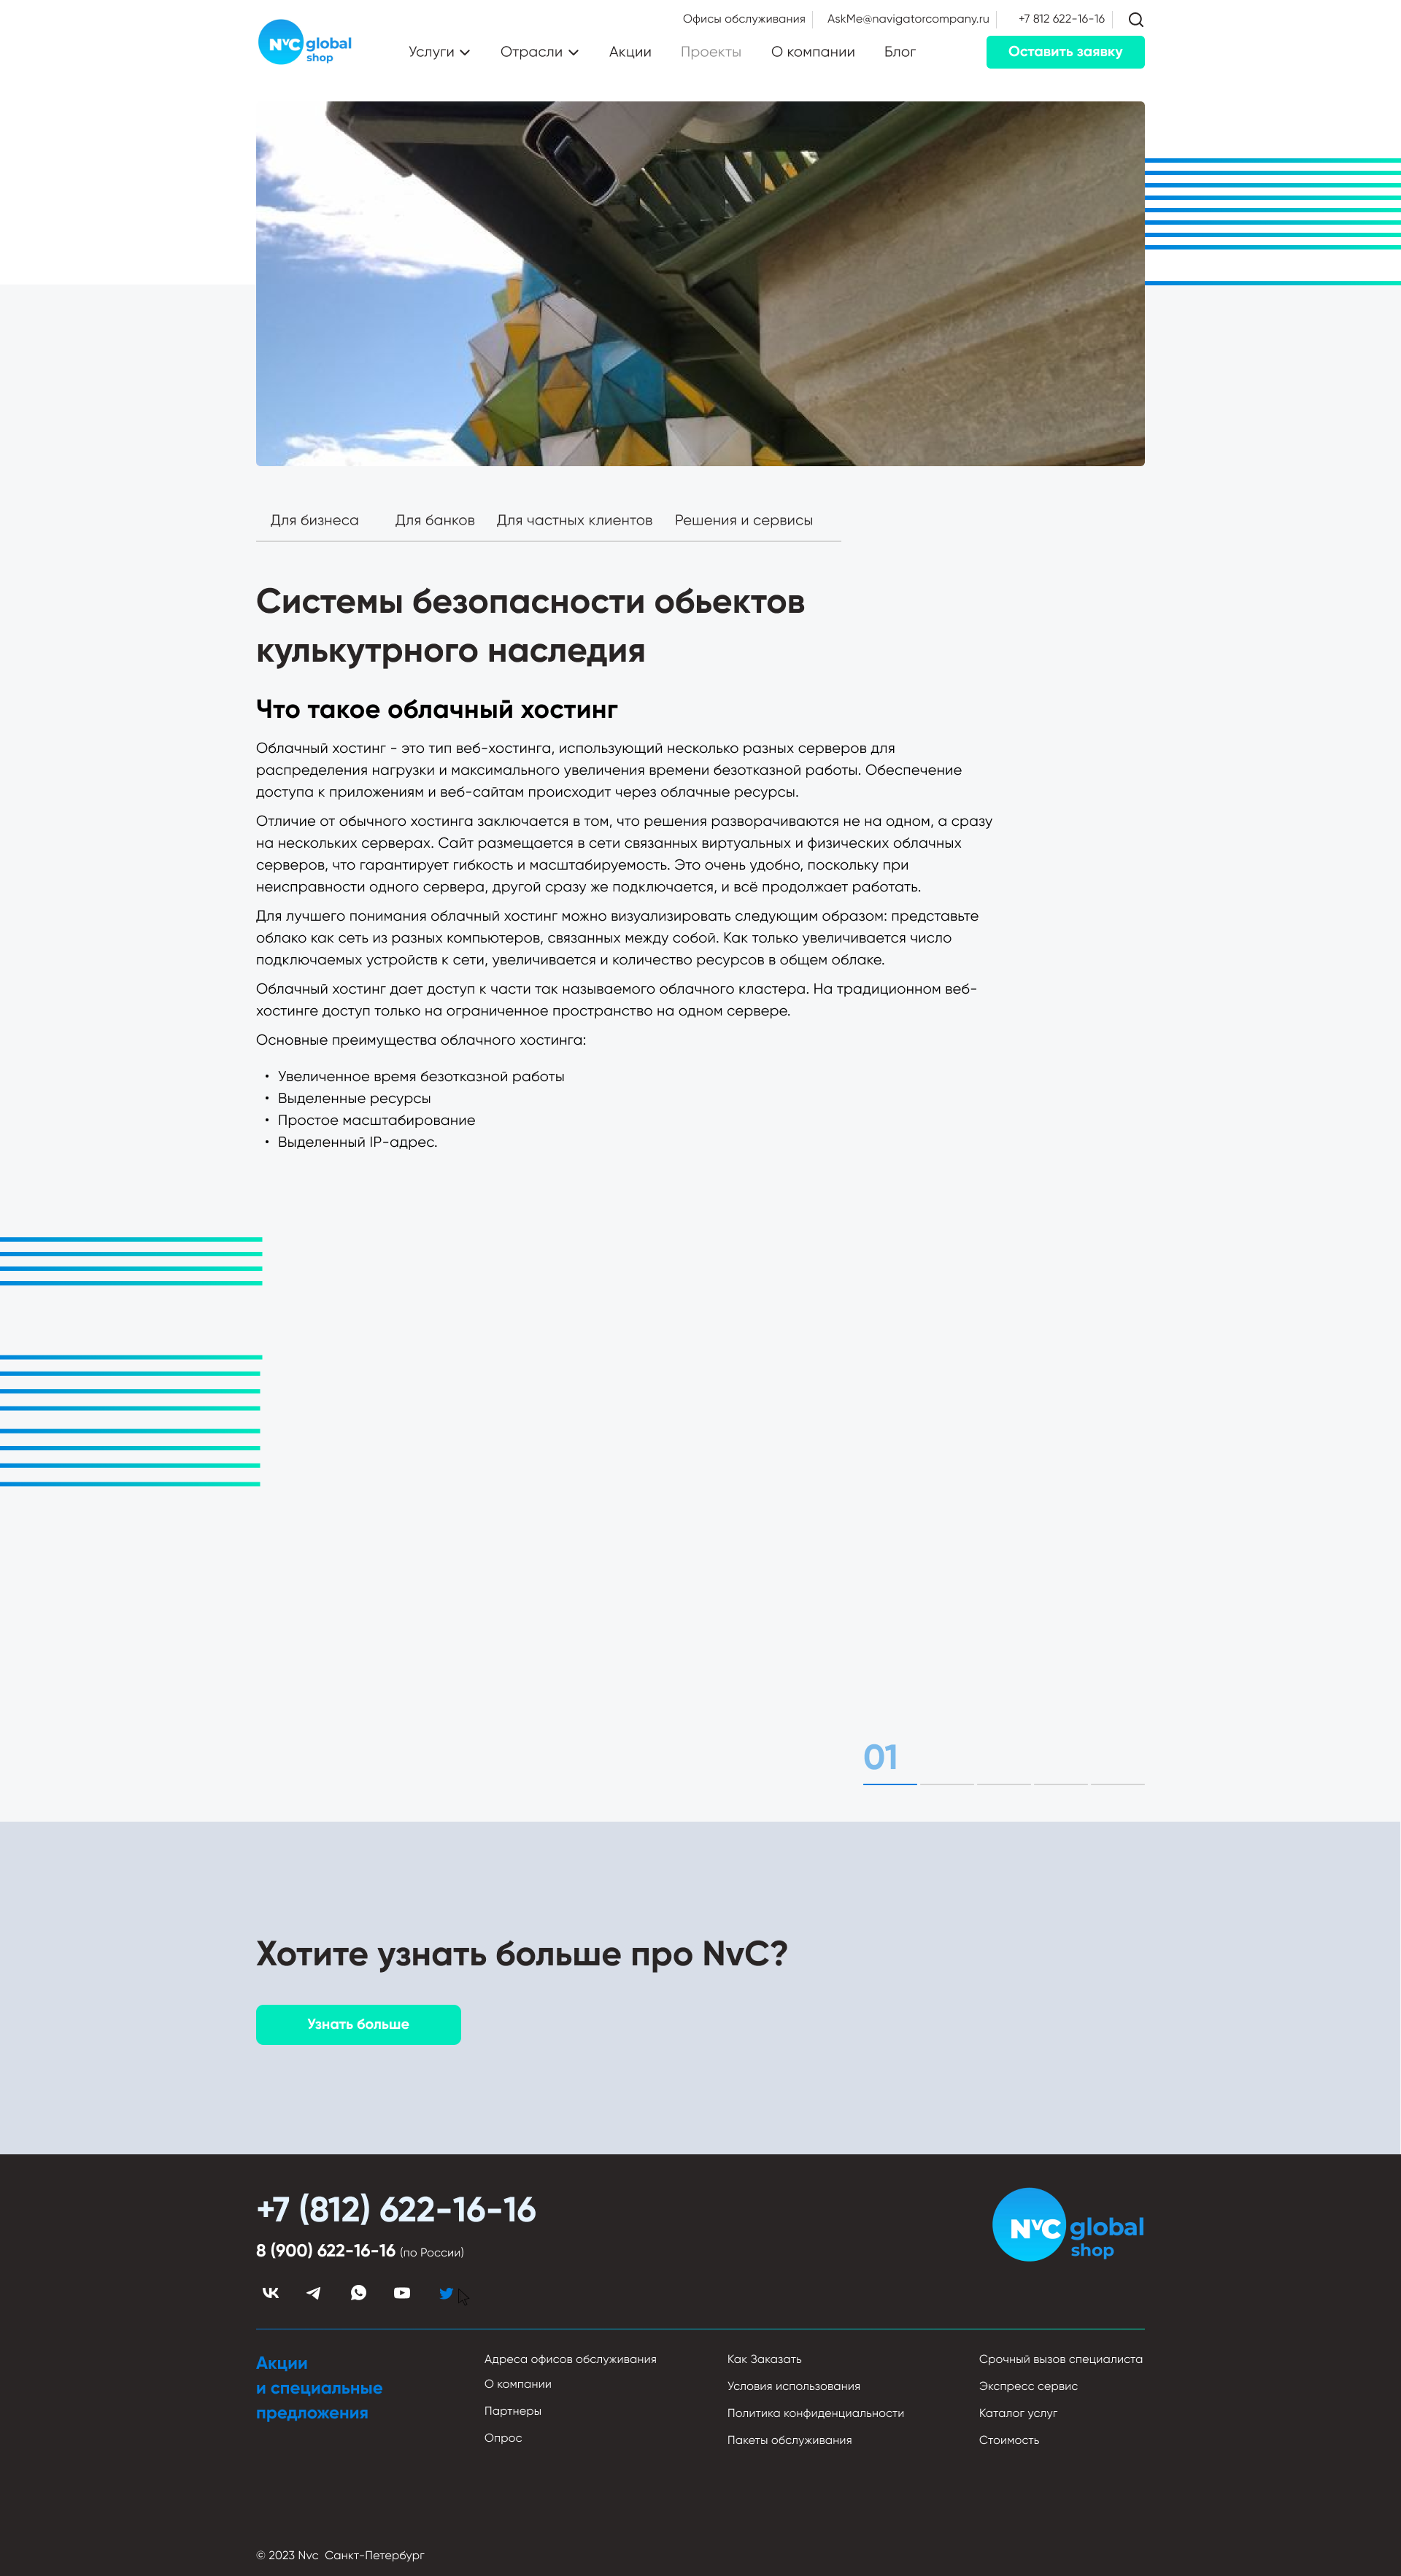 Офисы обслуживания
AskMe@navigatorcompany.ru
+7 812 622-16-16
NvC global
shop
Услуги
Отрасли
Акции
Проекты
О компании
Блог
Оставить заявку
Для бизнеса
Для банков
Для частных клиентов
Решения и сервисы
Системы безопасности обьектов
кулькутрного наследия
Что такое облачный хостинг
Облачный хостинг - это тип веб-хостинга, использующий несколько разных серверов для
распределения нагрузки и максимального увеличения времени безотказной работы. Обеспечение
доступа к приложениям и веб-сайтам происходит через облачные ресурсы.
Отличие от обычного хостинга заключается в том, что решения разворачиваются не на одном, а сразу
на нескольких серверах. Сайт размещается в сети связанных виртуальных и физических облачных
серверов, что гарантирует гибкость и масштабируемость. Это очень удобно, поскольку при
неисправности одного сервера, другой сразу же подключается, и всё продолжает работать.
Для лучшего понимания облачный хостинг можно визуализировать следующим образом: представьте
облако как сеть из разных компьютеров, связанных между собой. Как только увеличивается число
подключаемых устройств к сети, увеличивается и количество ресурсов в общем облаке.
Облачный хостинг дает доступ к части так называемого облачного кластера. На традиционном веб-
хостинге доступ только на ограниченное пространство на одном сервере.
Основные преимущества облачного хостинга:
• Увеличенное время безотказной работы
• Выделенные ресурсы
• Простое масштабирование
• Выделенный IP-адрес.
01
Хотите узнать больше про NvC?
Узнать больше
+7 (812) 622-16-16
8 (900) 622-16-16 (по России)
NvC global
shop
Акции
и специальные
предложения
Адреса офисов обслуживания
О компании
Партнеры
Опрос
Как Заказать
Условия использования
Политика конфиденциальности
Пакеты обслуживания
Срочный вызов специалиста
Экспресс сервис
Каталог услуг
Стоимость
© 2023 Nvc Санкт-Петербург